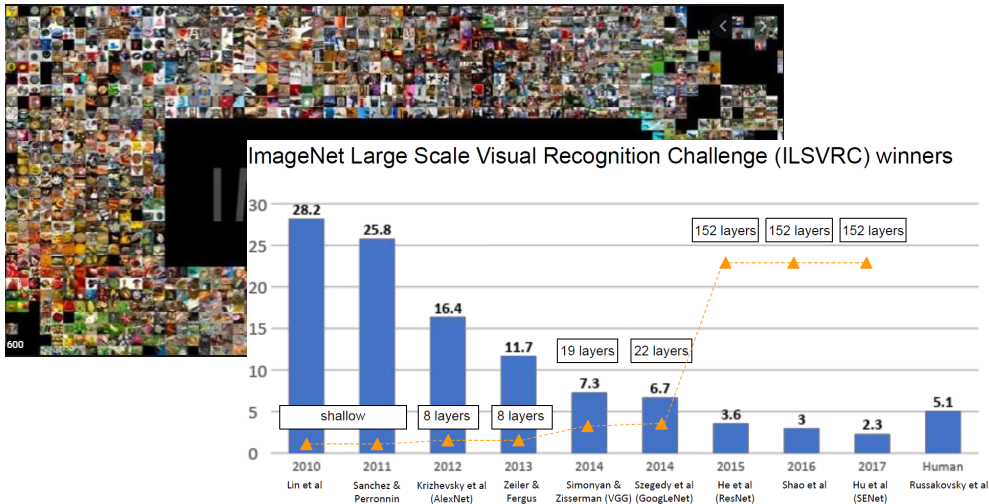 600
ImageNet Large Scale Visual Recognition Challenge (ILSVRC) winners
30
25
20
15
10
5
0
28.2
25.8
16.4
11.7
7.3
6.7
3.6
3
2.3
5.1
shallow
8 layers
8 layers
19 layers
22 layers
152 layers
152 layers
152 layers
2010
2011
2012
2013
2014
2014
2015
2016
2017
Human
Lin et al
Sanchez &
Perronnin
Krizhevsky et al
(AlexNet)
Zeiler &
Fergus
Simonyan &
Zisserman (VGG)
Szegedy et al
(GoogLeNet)
He et al
(ResNet)
Shao et al
Hu et al
(SENet)
Russakovsky et al